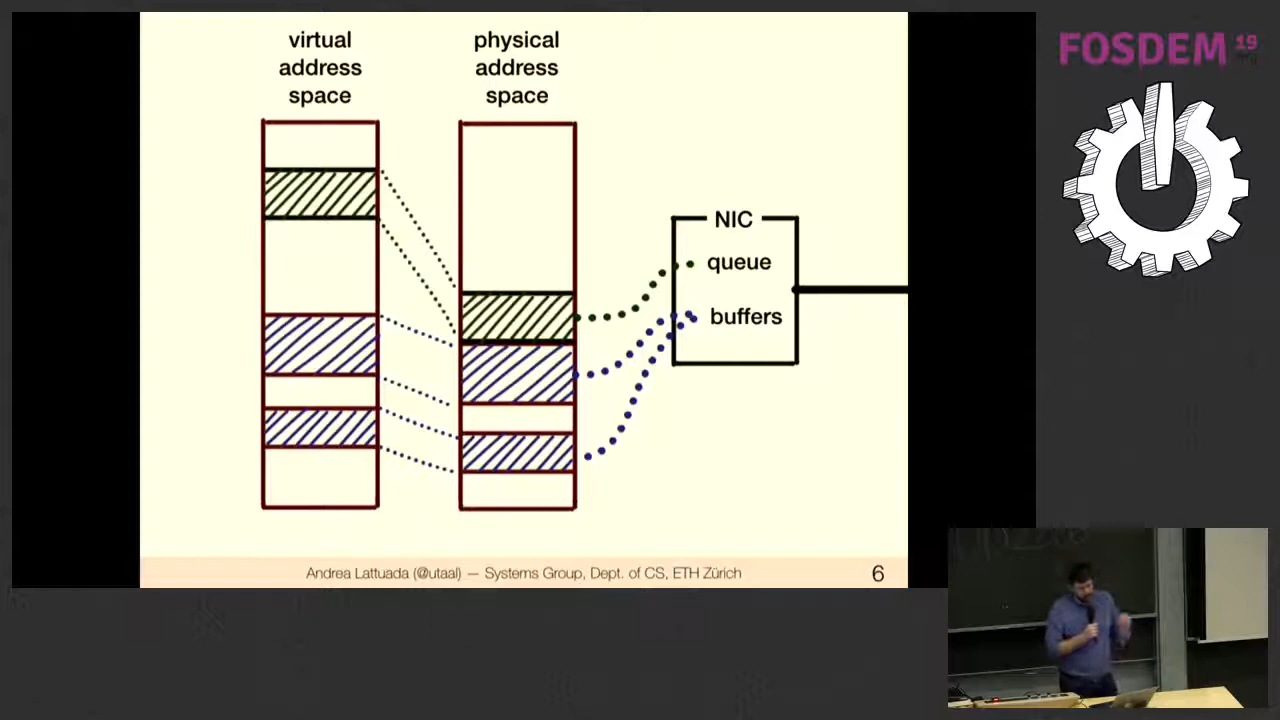 virtual
address
space
physical
address
space
NIC
queue
buffers
Andrea Lattuada (@utaal) — Systems Group, Dept. of CS, ETH Zürich
6
FOSDEM 19
.org